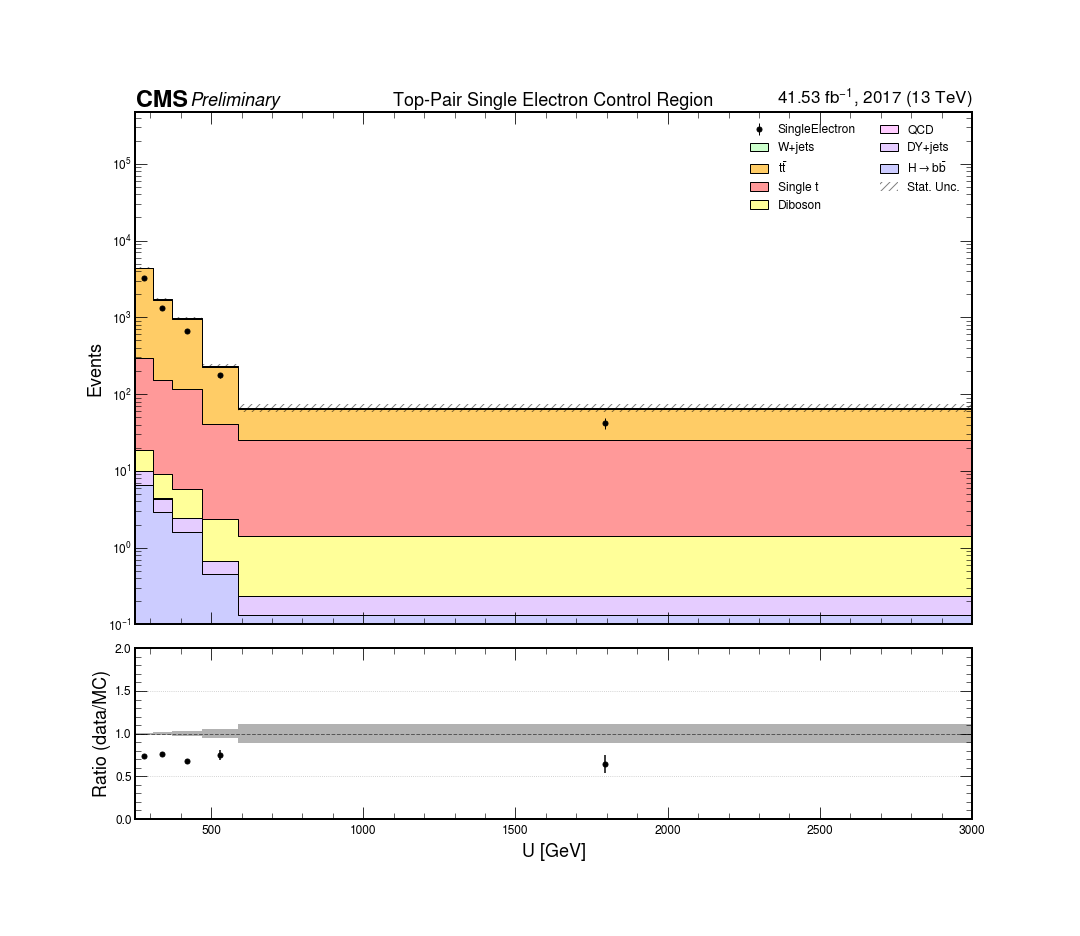 CMS Preliminary Top-Pair Single Electron Control Region 41.53 fb⁻¹, 2017 (13 TeV)
SingleElectron QCD
W+jets DY+jets
tt̄ H→bb̄
Single t Stat. Unc.
Diboson
10⁵
10⁴
10³
10²
10¹
10⁰
10⁻¹
Events
2.0
1.5
1.0
0.5
0.0
Ratio (data/MC)
500 1000 1500 2000 2500 3000
U [GeV]